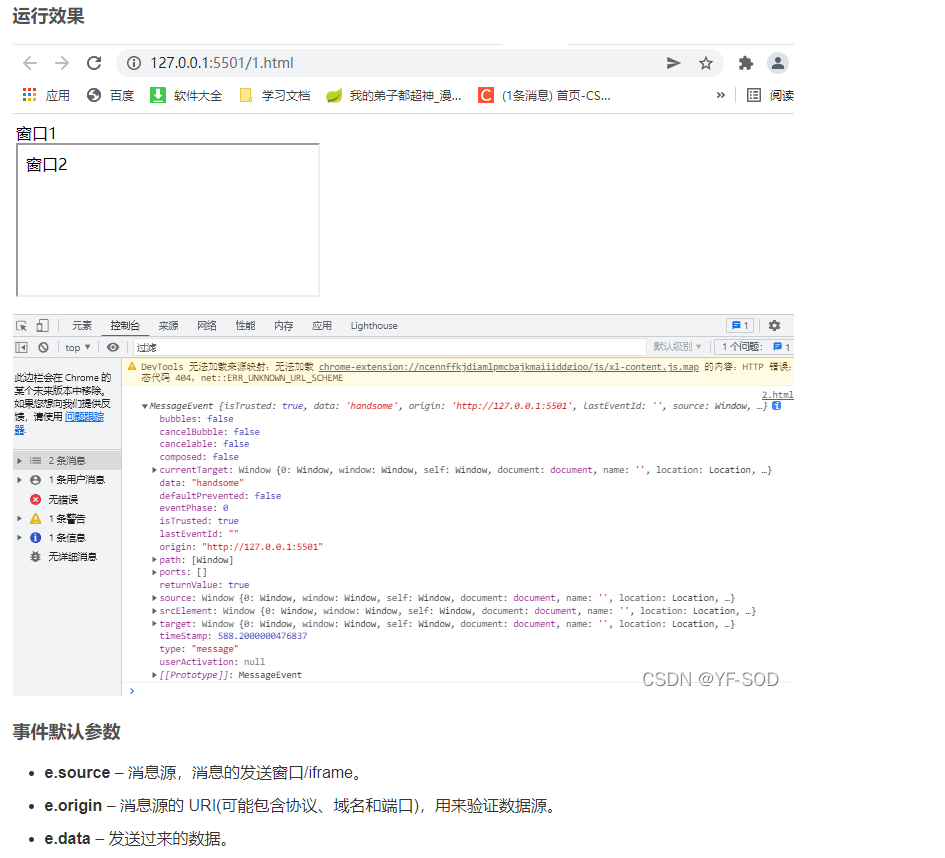 运行效果
127.0.0.1:5501/1.html
应用 百度 软件大全 学习文档 我的弟子都超神_漫... C (1条消息) 首页-CS... » 阅读
窗口1
窗口2
元素 控制台 来源 网络 性能 内存 应用 Lighthouse 1
top ▼ 过滤 默认级别 ▼ 1 个问题: 1
此边栏会在 Chrome 的
某个未来版本中移除。
如果您想向我们提供反
馈，请使用 问题跟踪
器.
2 条消息
1 条用户消息
无错误
1 条警告
1 条信息
无详细消息
DevTools 无法加载来源映射：无法加载 chrome-extension://ncennffkjdiamlpmcbajkmaiiiddgioo/js/xl-content.js.map 的内容：HTTP 错误：
态代码 404，net::ERR_UNKNOWN_URL_SCHEME
2.html
MessageEvent {isTrusted: true, data: 'handsome', origin: 'http://127.0.0.1:5501', lastEventId: '', source: Window, …}
bubbles: false
cancelBubble: false
cancelable: false
composed: false
currentTarget: Window {0: Window, window: Window, self: Window, document: document, name: '', location: Location, …}
data: "handsome"
defaultPrevented: false
eventPhase: 0
isTrusted: true
lastEventId: ""
origin: "http://127.0.0.1:5501"
path: [Window]
ports: []
returnValue: true
source: Window {0: Window, window: Window, self: Window, document: document, name: '', location: Location, …}
srcElement: Window {0: Window, window: Window, self: Window, document: document, name: '', location: Location, …}
target: Window {0: Window, window: Window, self: Window, document: document, name: '', location: Location, …}
timeStamp: 588.2000000476837
type: "message"
userActivation: null
[[Prototype]]: MessageEvent
CSDN @YF-SOD
事件默认参数
• e.source – 消息源，消息的发送窗口/iframe。
• e.origin – 消息源的 URI(可能包含协议、域名和端口)，用来验证数据源。
• e.data – 发送过来的数据。